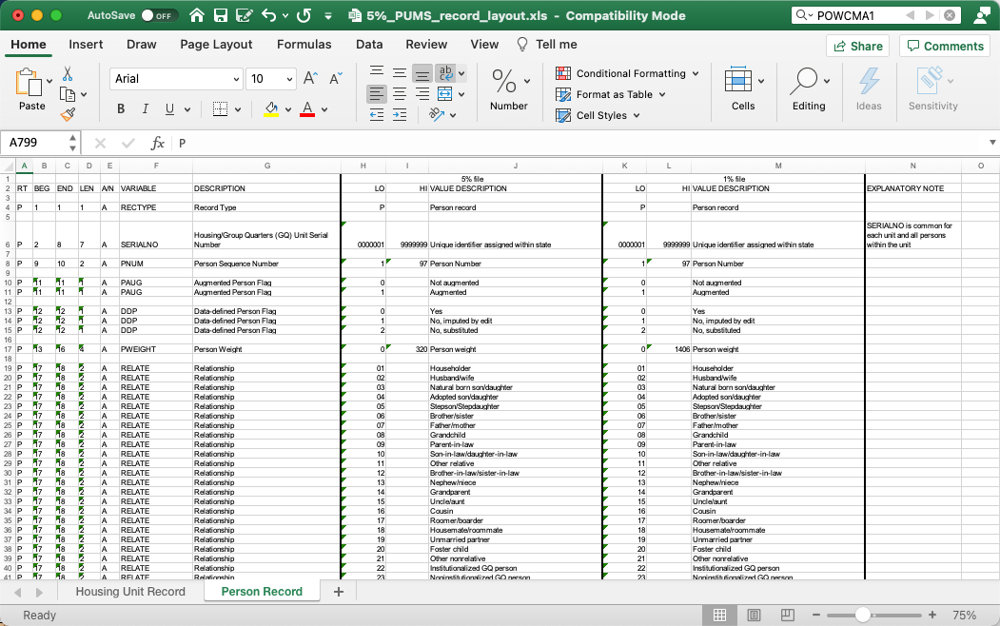 AutoSave OFF 5%_PUMS_record_layout.xls - Compatibility Mode POWCMA1
Home Insert Draw Page Layout Formulas Data Review View Tell me Share Comments
Paste Arial 10 A A ab Number Conditional Formatting Cells Editing Ideas Sensitivity
B I U A Format as Table
Cell Styles
A799 fx P
A B C D E F G H I J K L M N O
1 5% file 1% file
2 RT BEG END LEN A/N VARIABLE DESCRIPTION LO HI VALUE DESCRIPTION LO HI VALUE DESCRIPTION EXPLANATORY NOTE
3
4 P 1 1 1 A RECTYPE Record Type P Person record P Person record
5
6 P 2 8 7 A SERIALNO Housing/Group Quarters (GQ) Unit Serial Number 0000001 9999999 Unique identifier assigned within state 0000001 9999999 Unique identifier assigned within state SERIALNO is common for each unit and all persons within the unit
7
8 P 9 10 2 A PNUM Person Sequence Number 1 97 Person Number 1 97 Person Number
9
10 P 11 11 1 A PAUG Augmented Person Flag 0 Not augmented 0 Not augmented
11 P 11 11 1 A PAUG Augmented Person Flag 1 Augmented 1 Augmented
12
13 P 12 12 1 A DDP Data-defined Person Flag 0 Yes 0 Yes
14 P 12 12 1 A DDP Data-defined Person Flag 1 No, imputed by edit 1 No, imputed by edit
15 P 12 12 1 A DDP Data-defined Person Flag 2 No, substituted 2 No, substituted
16
17 P 13 16 4 A PWEIGHT Person Weight 0 320 Person weight 0 1406 Person weight
18
19 P 17 18 2 A RELATE Relationship 01 Householder 01 Householder
20 P 17 18 2 A RELATE Relationship 02 Husband/wife 02 Husband/wife
21 P 17 18 2 A RELATE Relationship 03 Natural born son/daughter 03 Natural born son/daughter
22 P 17 18 2 A RELATE Relationship 04 Adopted son/daughter 04 Adopted son/daughter
23 P 17 18 2 A RELATE Relationship 05 Stepson/Stepdaughter 05 Stepson/Stepdaughter
24 P 17 18 2 A RELATE Relationship 06 Brother/sister 06 Brother/sister
25 P 17 18 2 A RELATE Relationship 07 Father/mother 07 Father/mother
26 P 17 18 2 A RELATE Relationship 08 Grandchild 08 Grandchild
27 P 17 18 2 A RELATE Relationship 09 Parent-in-law 09 Parent-in-law
28 P 17 18 2 A RELATE Relationship 10 Son-in-law/daughter-in-law 10 Son-in-law/daughter-in-law
29 P 17 18 2 A RELATE Relationship 11 Other relative 11 Other relative
30 P 17 18 2 A RELATE Relationship 12 Brother-in-law/sister-in-law 12 Brother-in-law/sister-in-law
31 P 17 18 2 A RELATE Relationship 13 Nephew/niece 13 Nephew/niece
32 P 17 18 2 A RELATE Relationship 14 Grandparent 14 Grandparent
33 P 17 18 2 A RELATE Relationship 15 Uncle/aunt 15 Uncle/aunt
34 P 17 18 2 A RELATE Relationship 16 Cousin 16 Cousin
35 P 17 18 2 A RELATE Relationship 17 Roomer/boarder 17 Roomer/boarder
36 P 17 18 2 A RELATE Relationship 18 Housemate/roommate 18 Housemate/roommate
37 P 17 18 2 A RELATE Relationship 19 Unmarried partner 19 Unmarried partner
38 P 17 18 2 A RELATE Relationship 20 Foster child 20 Foster child
39 P 17 18 2 A RELATE Relationship 21 Other nonrelative 21 Other nonrelative
40 P 17 18 2 A RELATE Relationship 22 Institutionalized GQ person 22 Institutionalized GQ person
41 P 17 18 2 A RELATE Relationship 23 Noninstitutionalized GQ person 23 Noninstitutionalized GQ person
Housing Unit Record Person Record +
Ready 75%